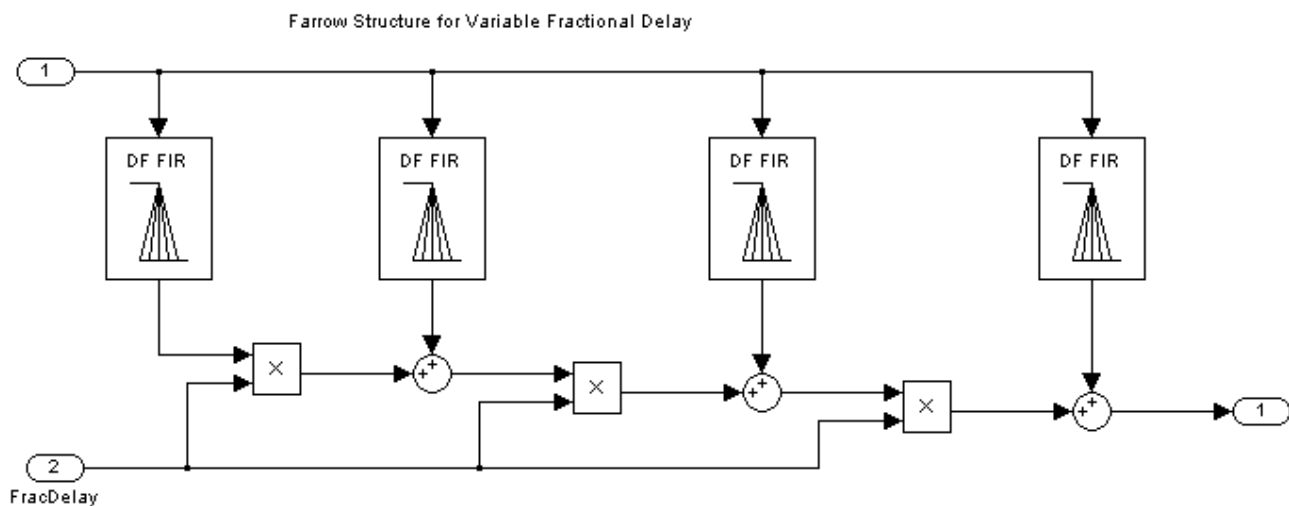 Farrow Structure for Variable Fractional Delay
1
DF FIR
DF FIR
DF FIR
DF FIR
×
+
+
×
+
+
×
+
+
1
2
FracDelay